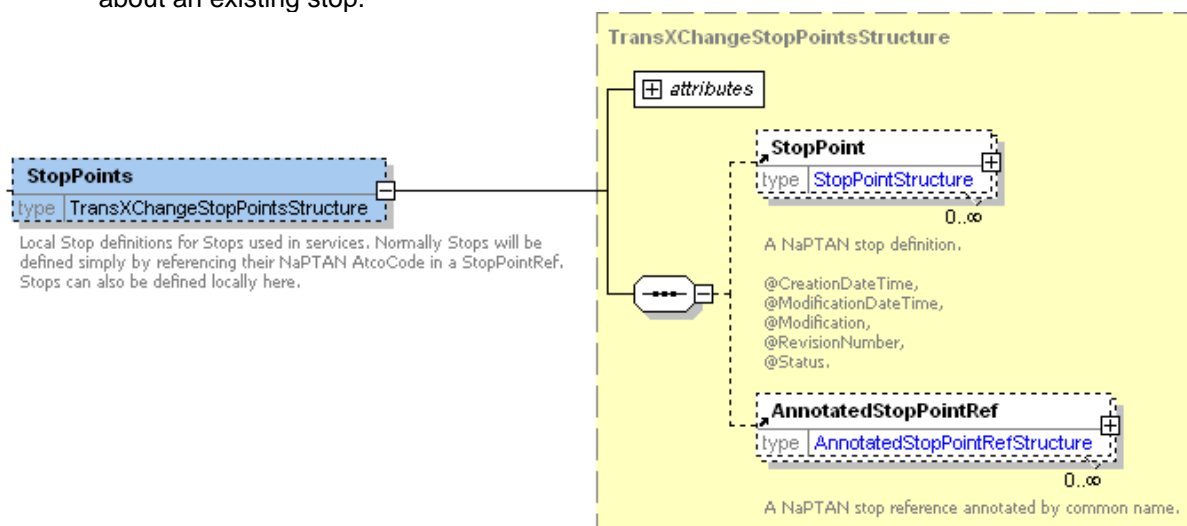 about an existing stop.
TransXChangeStopPointsStructure
attributes
StopPoints
type TransXChangeStopPointsStructure
Local Stop definitions for Stops used in services. Normally Stops will be
defined simply by referencing their NaPTAN AtcoCode in a StopPointRef.
Stops can also be defined locally here.
StopPoint
type StopPointStructure
0..∞
A NaPTAN stop definition.
@CreationDateTime,
@ModificationDateTime,
@Modification,
@RevisionNumber,
@Status.
AnnotatedStopPointRef
type AnnotatedStopPointRefStructure
0..∞
A NaPTAN stop reference annotated by common name.